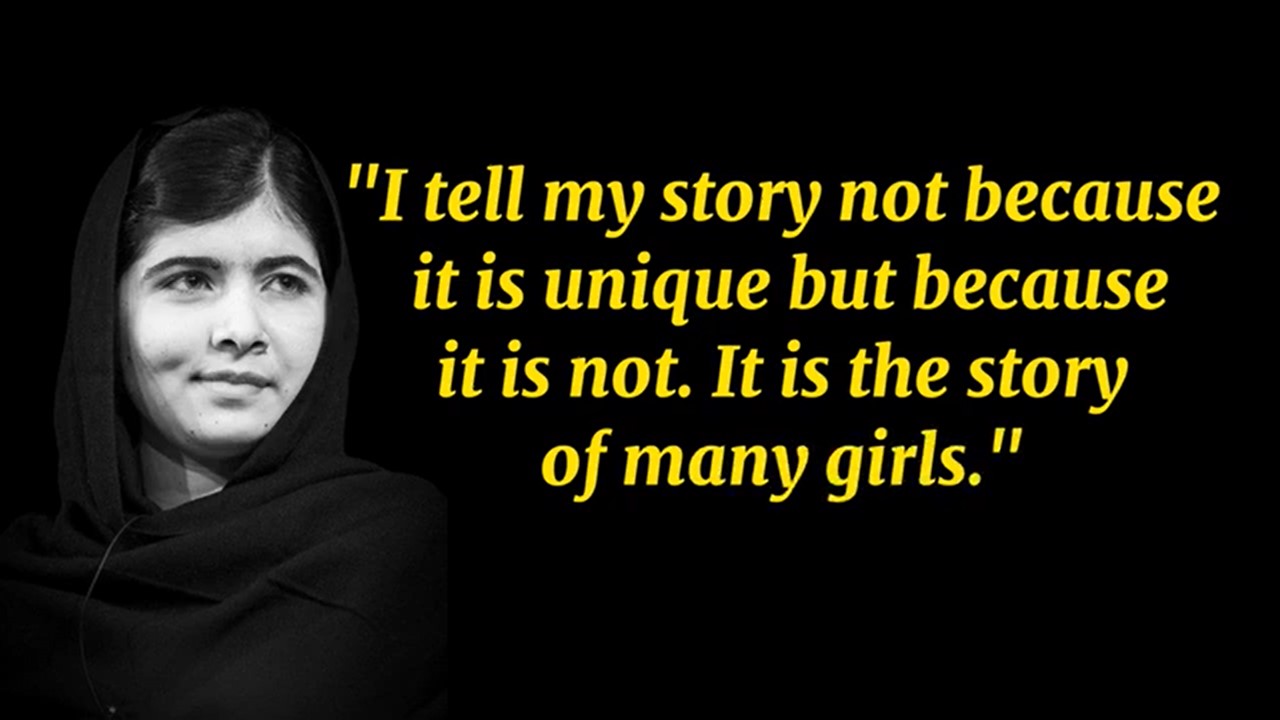 "I tell my story not because
it is unique but because
it is not. It is the story
of many girls."